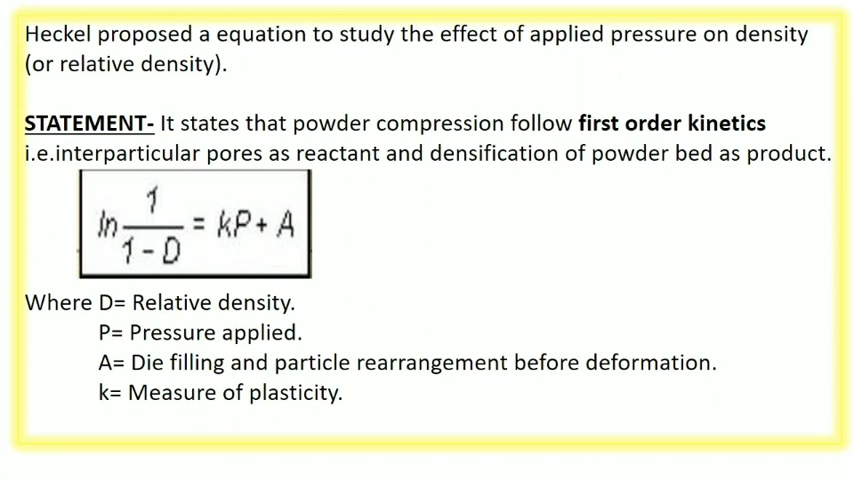 Heckel proposed a equation to study the effect of applied pressure on density
(or relative density).
STATEMENT- It states that powder compression follow first order kinetics
i.e.interparticular pores as reactant and densification of powder bed as product.
ln 1/(1 - D) = kP + A
Where D= Relative density.
P= Pressure applied.
A= Die filling and particle rearrangement before deformation.
k= Measure of plasticity.